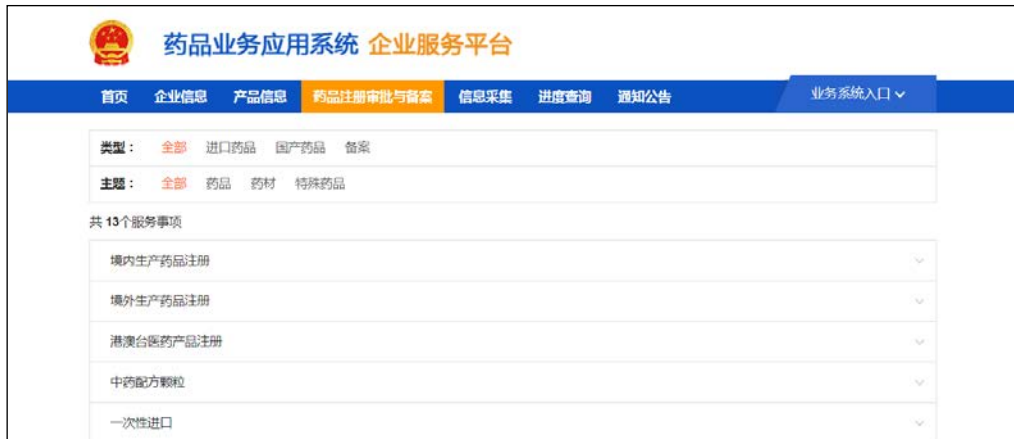 药品业务应用系统 企业服务平台
首页 企业信息 产品信息 药品注册审批与备案 信息采集 进度查询 通知公告 业务系统入口
类型： 全部 进口药品 国产药品 备案
主题： 全部 药品 药材 特殊药品
共 13个服务事项
境内生产药品注册
境外生产药品注册
港澳台医药产品注册
中药配方颗粒
一次性进口